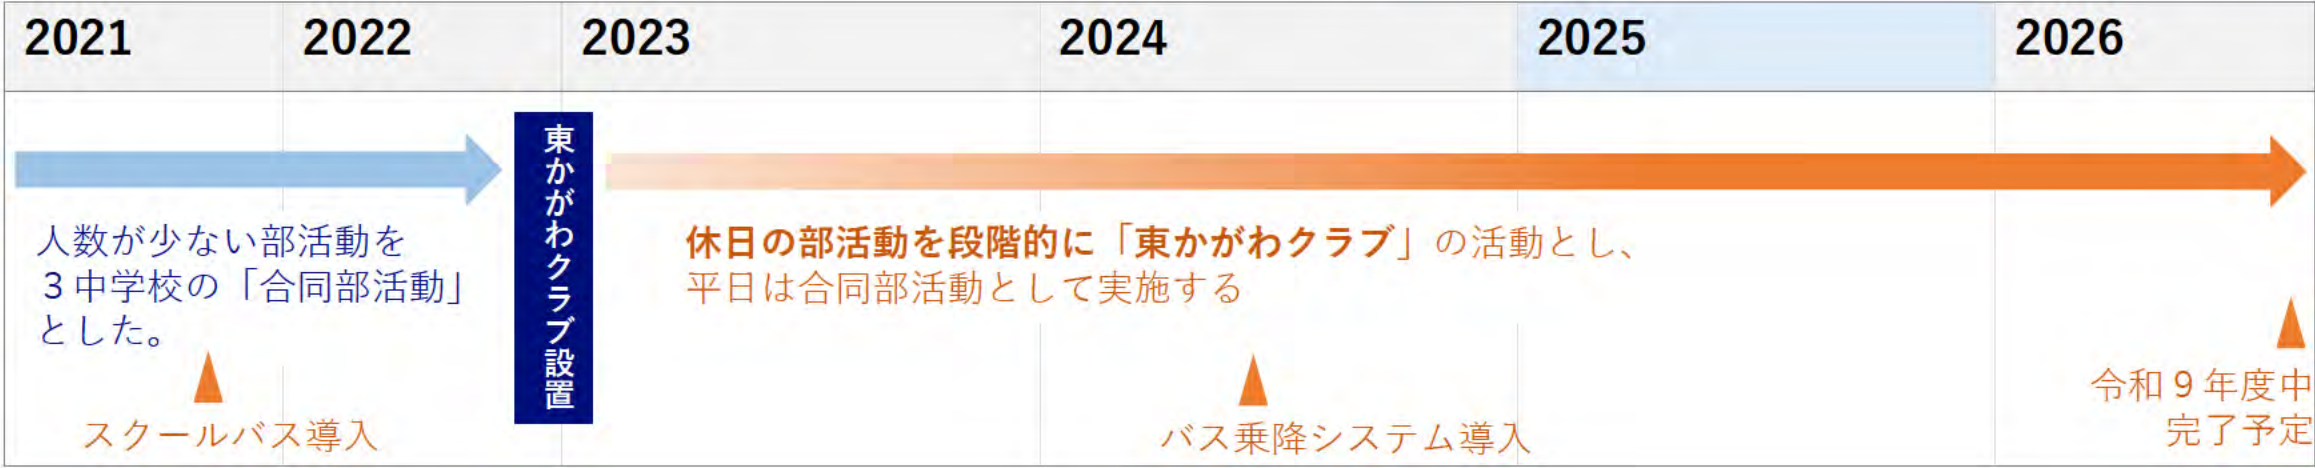 2021
2022
2023
2024
2025
2026
人数が少ない部活動を
３中学校の「合同部活動」
とした。
スクールバス導入
東かがわクラブ設置
休日の部活動を段階的に「東かがわクラブ」の活動とし、
平日は合同部活動として実施する
バス乗降システム導入
令和９年度中
完了予定